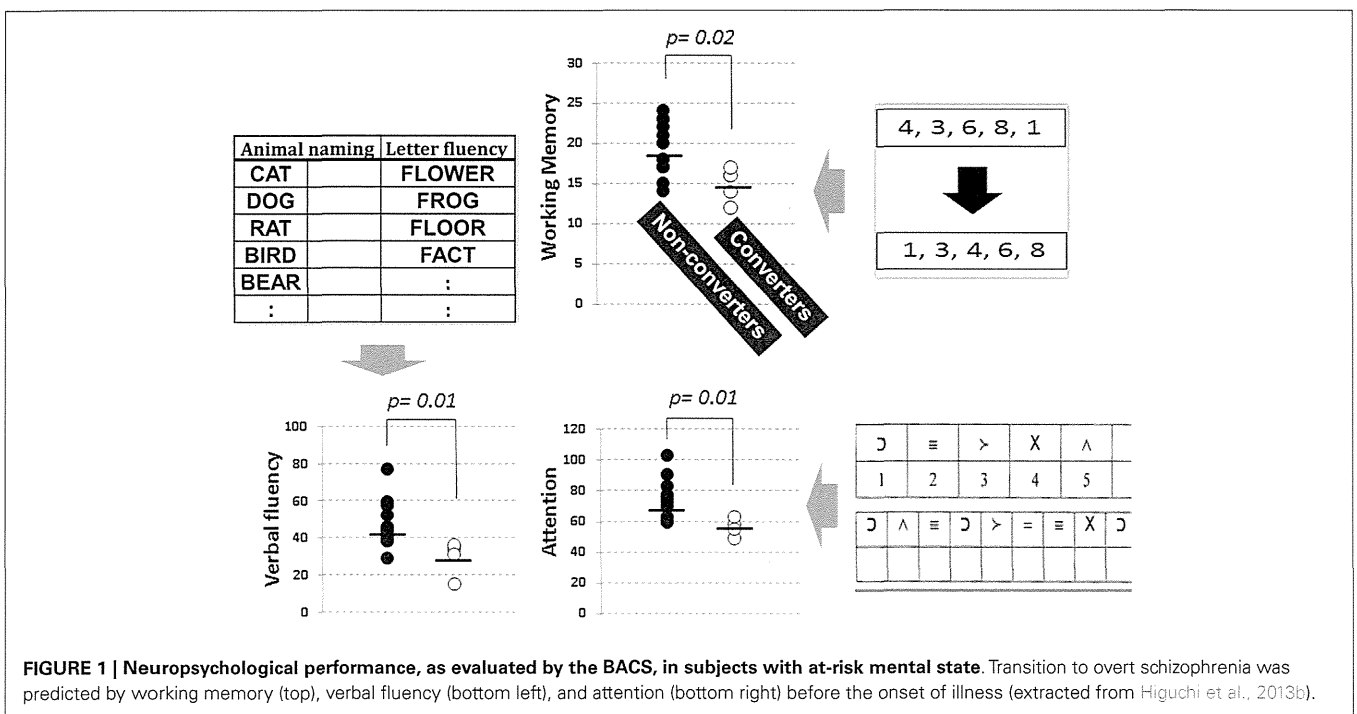 p= 0.02
30
25
20
15
10
5
0
Working Memory
Non-converters
Converters
4, 3, 6, 8, 1
1, 3, 4, 6, 8
Animal naming Letter fluency
CAT FLOWER
DOG FROG
RAT FLOOR
BIRD FACT
BEAR :
: :
p= 0.01
100
80
60
40
20
0
Verbal fluency
p= 0.01
120
100
80
60
40
20
0
Attention
⊃ ≡ ≻ X ∧
1 2 3 4 5
⊃ ∧ ≡ ⊃ ≻ = ≡ X ⊃
FIGURE 1 | Neuropsychological performance, as evaluated by the BACS, in subjects with at-risk mental state. Transition to overt schizophrenia was
predicted by working memory (top), verbal fluency (bottom left), and attention (bottom right) before the onset of illness (extracted from Higuchi et al., 2013b).